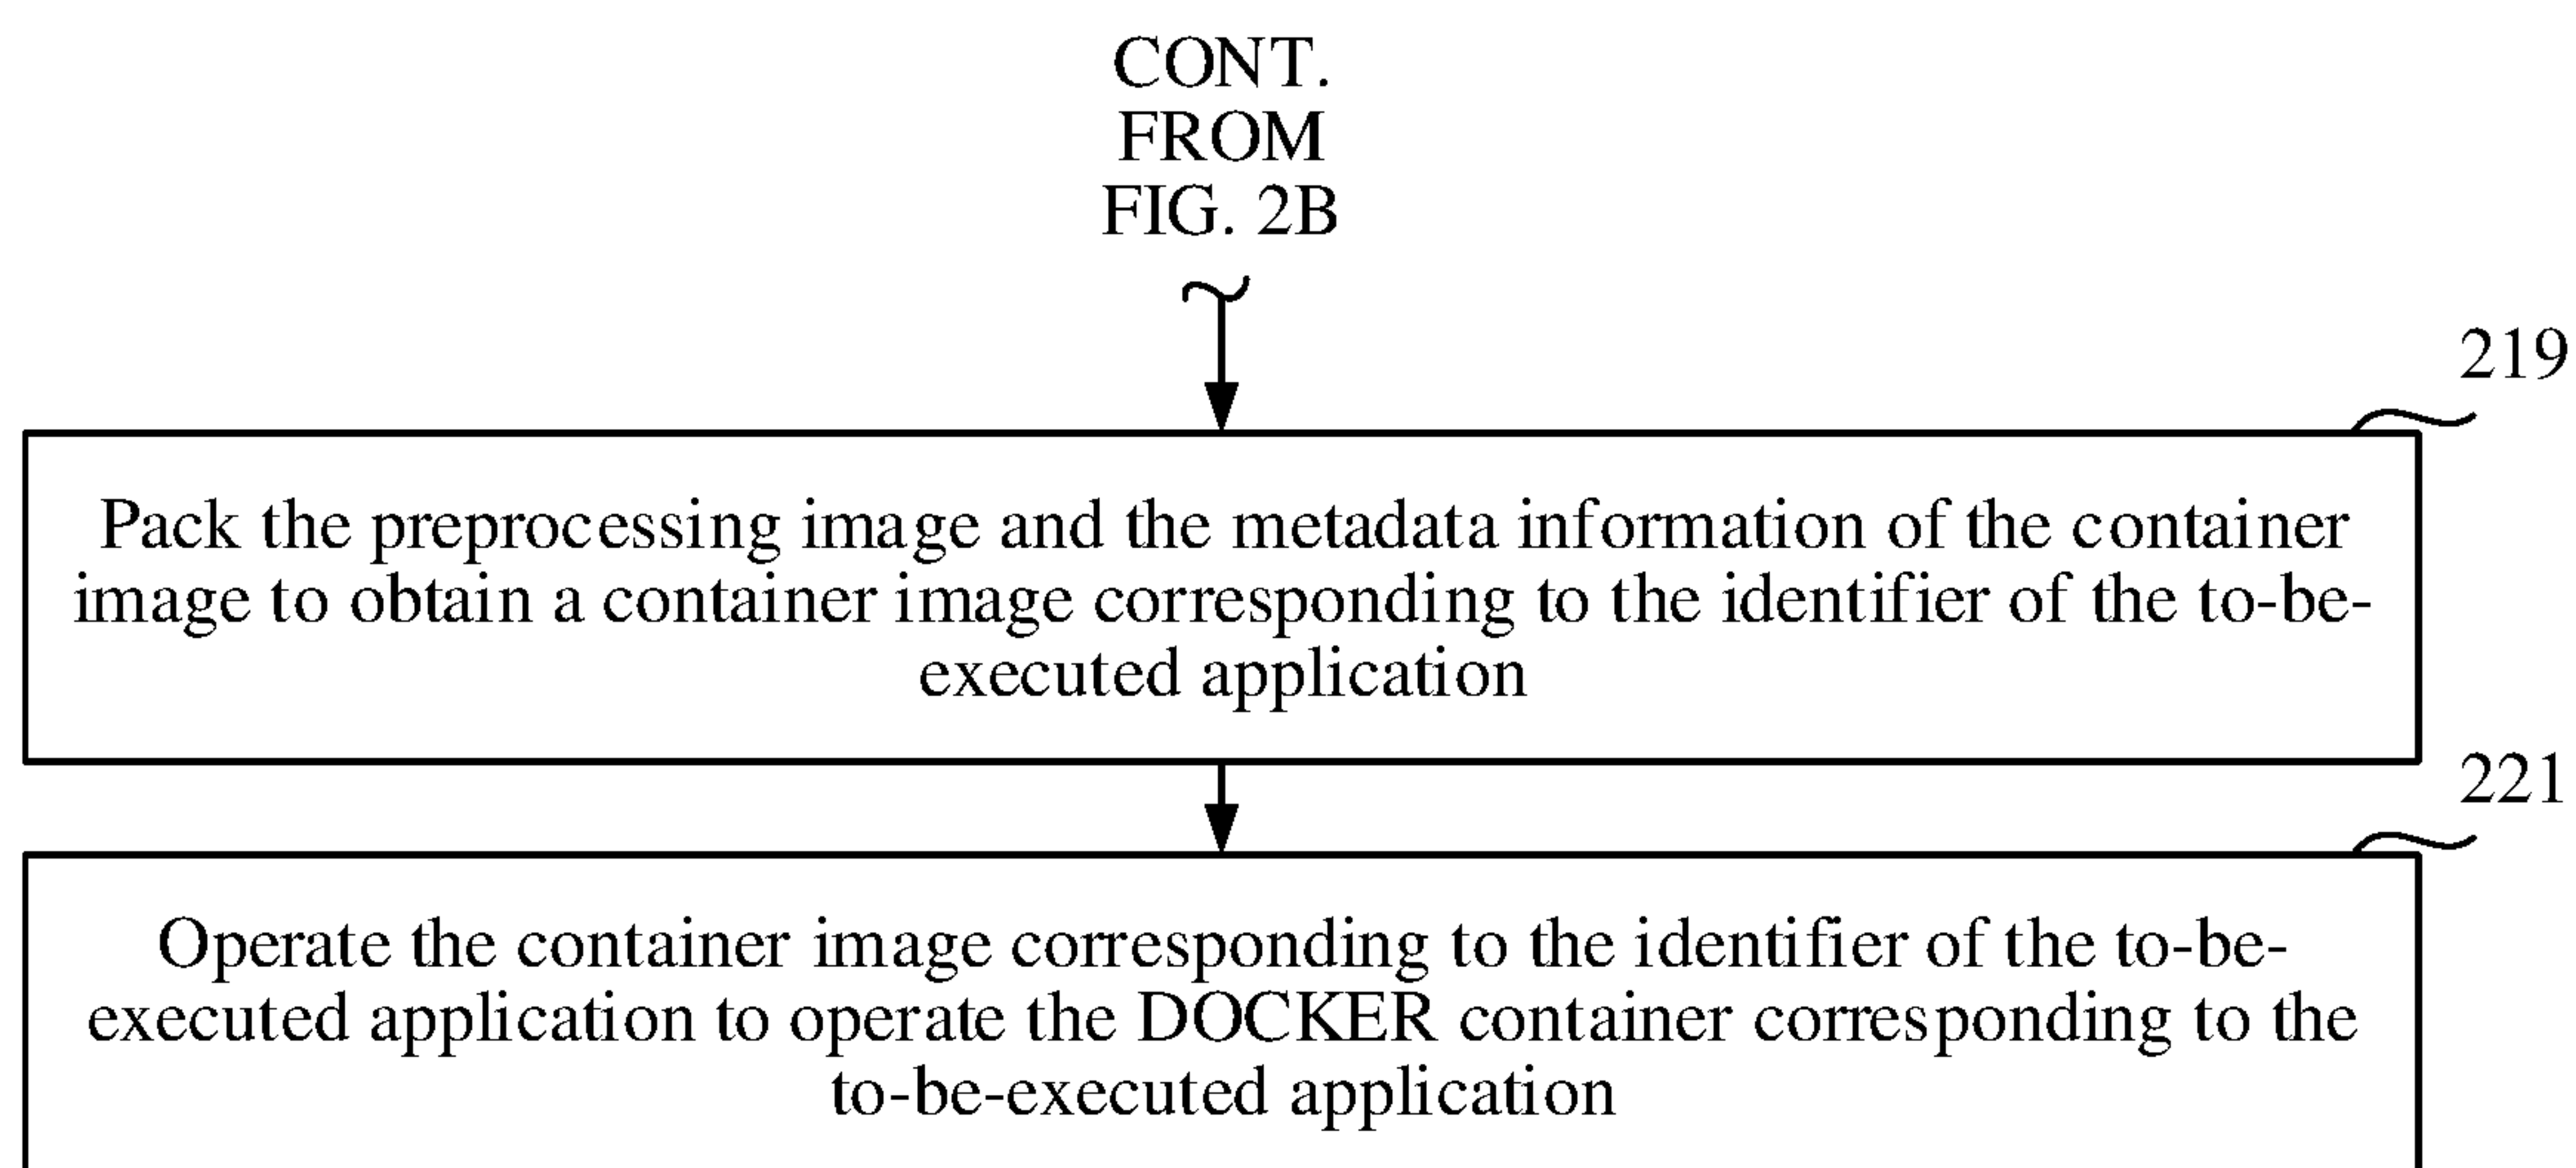 CONT.
FROM
FIG. 2B
219
Pack the preprocessing image and the metadata information of the container
image to obtain a container image corresponding to the identifier of the to-be-
executed application
221
Operate the container image corresponding to the identifier of the to-be-
executed application to operate the DOCKER container corresponding to the
to-be-executed application